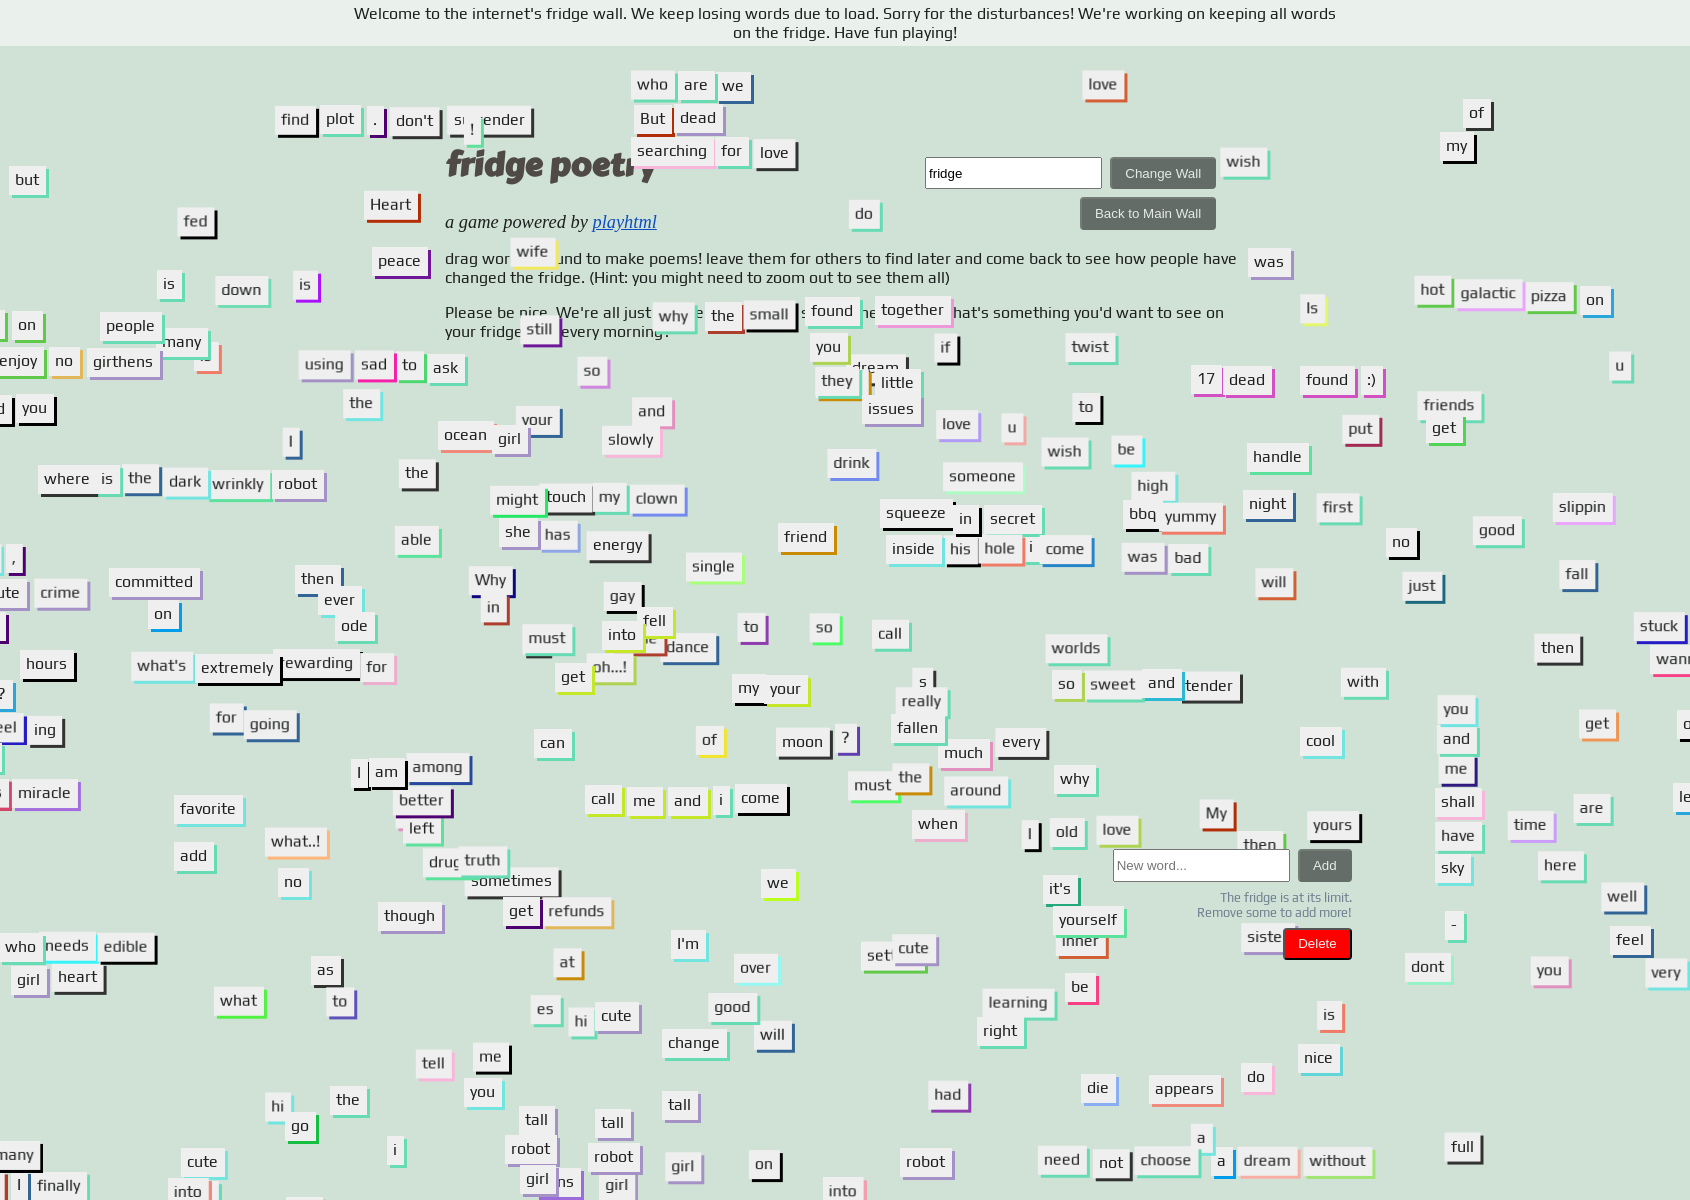 Welcome to the internet's fridge wall. We keep losing words due to load. Sorry for the disturbances! We're working on keeping all words
on the fridge. Have fun playing!
who are we
love
find plot . don't !
But dead
of
my
searching for love
fridge poetry
fridge
Change Wall
wish
but
Heart
fed
do
Back to Main Wall
a game powered by playhtml
wife
peace
was
drag around to make poems! leave them for others to find later and come back to see how people have
changed the fridge. (Hint: you might need to zoom out to see them all)
is down is
hot galactic pizza on
Please be nice. We're all just
why the small found together
that's something you'd want to see on
Is
your fridge every morning?
still
on people many
enjoy no girthens
you if twist
using sad to ask
so
dream
they little
issues
17 dead found :)
u
you
the
and
slowly
your
ocean girl
love u
to
put
friends
get
I
wish be
handle
where is the dark wrinkly robot
the
drink
someone
high
might touch my clown
squeeze in secret
bbq yummy
night first
slippin
she has energy
able
friend
inside his hole i come
was bad
no
good
,
single
committed
crime
then
ever
ode
on
Why
in
gay
fell
into
dance
will
just
fall
must
to so call
oh...!
get
worlds
then
stuck
hours
what's extremely rewarding for
my your
s
really
fallen
so sweet and tender
with
?
for going
ing
can
of
moon ?
much every
cool
you
and
me
shall
have
sky
get
I am among
better
left
miracle
favorite
call me and i come
must the
around
why
when
I old love
My
then
yours
time
are
what..!
add
no
truth
sometimes
we
New word...
Add
here
it's
yourself
inner
The fridge is at its limit.
Remove some to add more!
Delete
well
though
get refunds
-
who needs edible
girl heart
I'm
cute
feel
as
to
at
over
be
dont
you
very
what
es hi cute
good
will
change
learning
right
is
nice
tell
me
you
had
die
appears
do
hi
go
the
tall
tall
tall
i
robot
robot
a
full
many
cute
girl
girl
girl
on
robot
need not choose a dream without
I finally
into
into